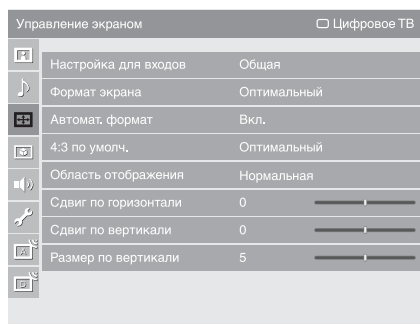 Управление экраном Цифровое ТВ
Настройка для входов Общая
Формат экрана Оптимальный
Автомат. формат Вкл.
4:3 по умолч. Оптимальный
Область отображения Нормальная
Сдвиг по горизонтали 0
Сдвиг по вертикали 0
Размер по вертикали 5
A
D